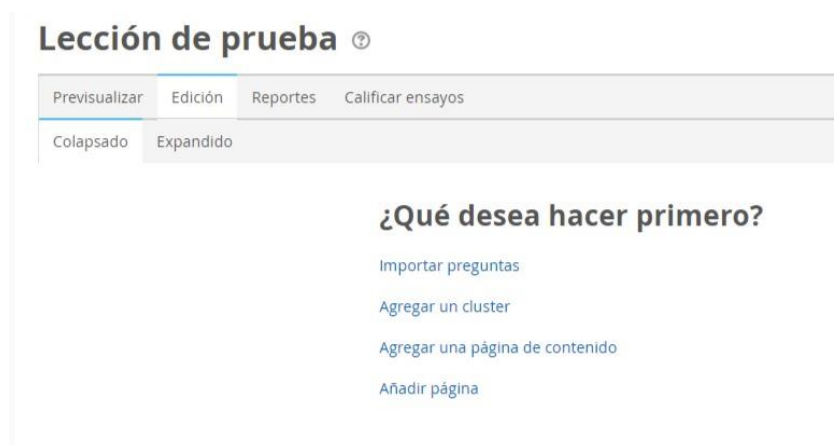 Lección de prueba
Previsualizar Edición Reportes Calificar ensayos
Colapsado Expandido
¿Qué desea hacer primero?
Importar preguntas
Agregar un cluster
Agregar una página de contenido
Añadir página